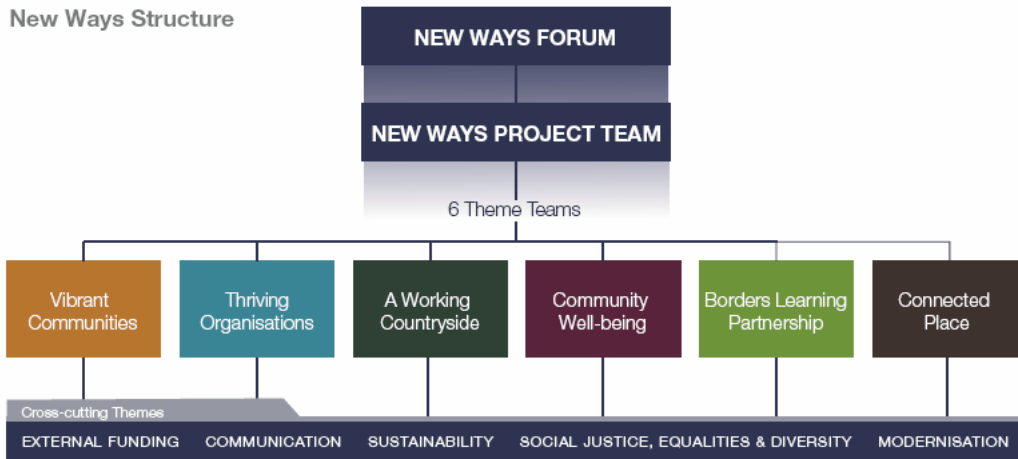 New Ways Structure
NEW WAYS FORUM
NEW WAYS PROJECT TEAM
6 Theme Teams
Vibrant
Communities
Thriving
Organisations
A Working
Countryside
Community
Well-being
Borders Learning
Partnership
Connected
Place
Cross-cutting Themes
EXTERNAL FUNDING COMMUNICATION SUSTAINABILITY SOCIAL JUSTICE, EQUALITIES & DIVERSITY MODERNISATION